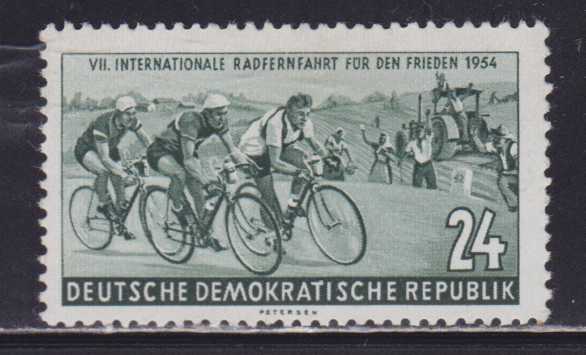 VII. INTERNATIONALE RADFERNFAHRT FÜR DEN FRIEDEN 1954
24
DEUTSCHE DEMOKRATISCHE REPUBLIK
PETERSEN